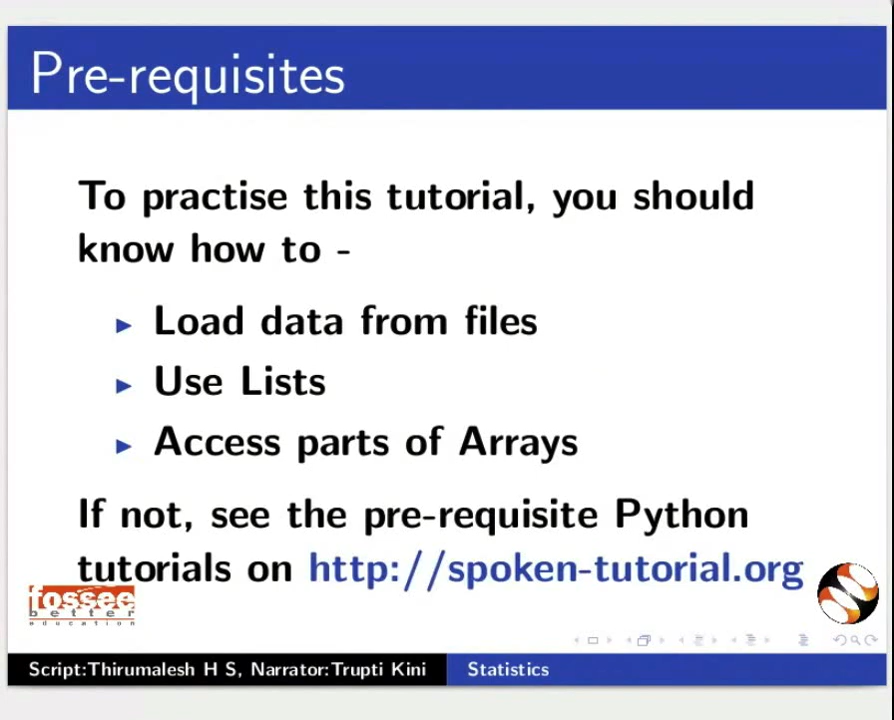 Pre-requisites
To practise this tutorial, you should
know how to -
Load data from files
Use Lists
Access parts of Arrays
If not, see the pre-requisite Python
tutorials on http://spoken-tutorial.org
fossee
better
education
Script:Thirumalesh H S, Narrator:Trupti Kini
Statistics